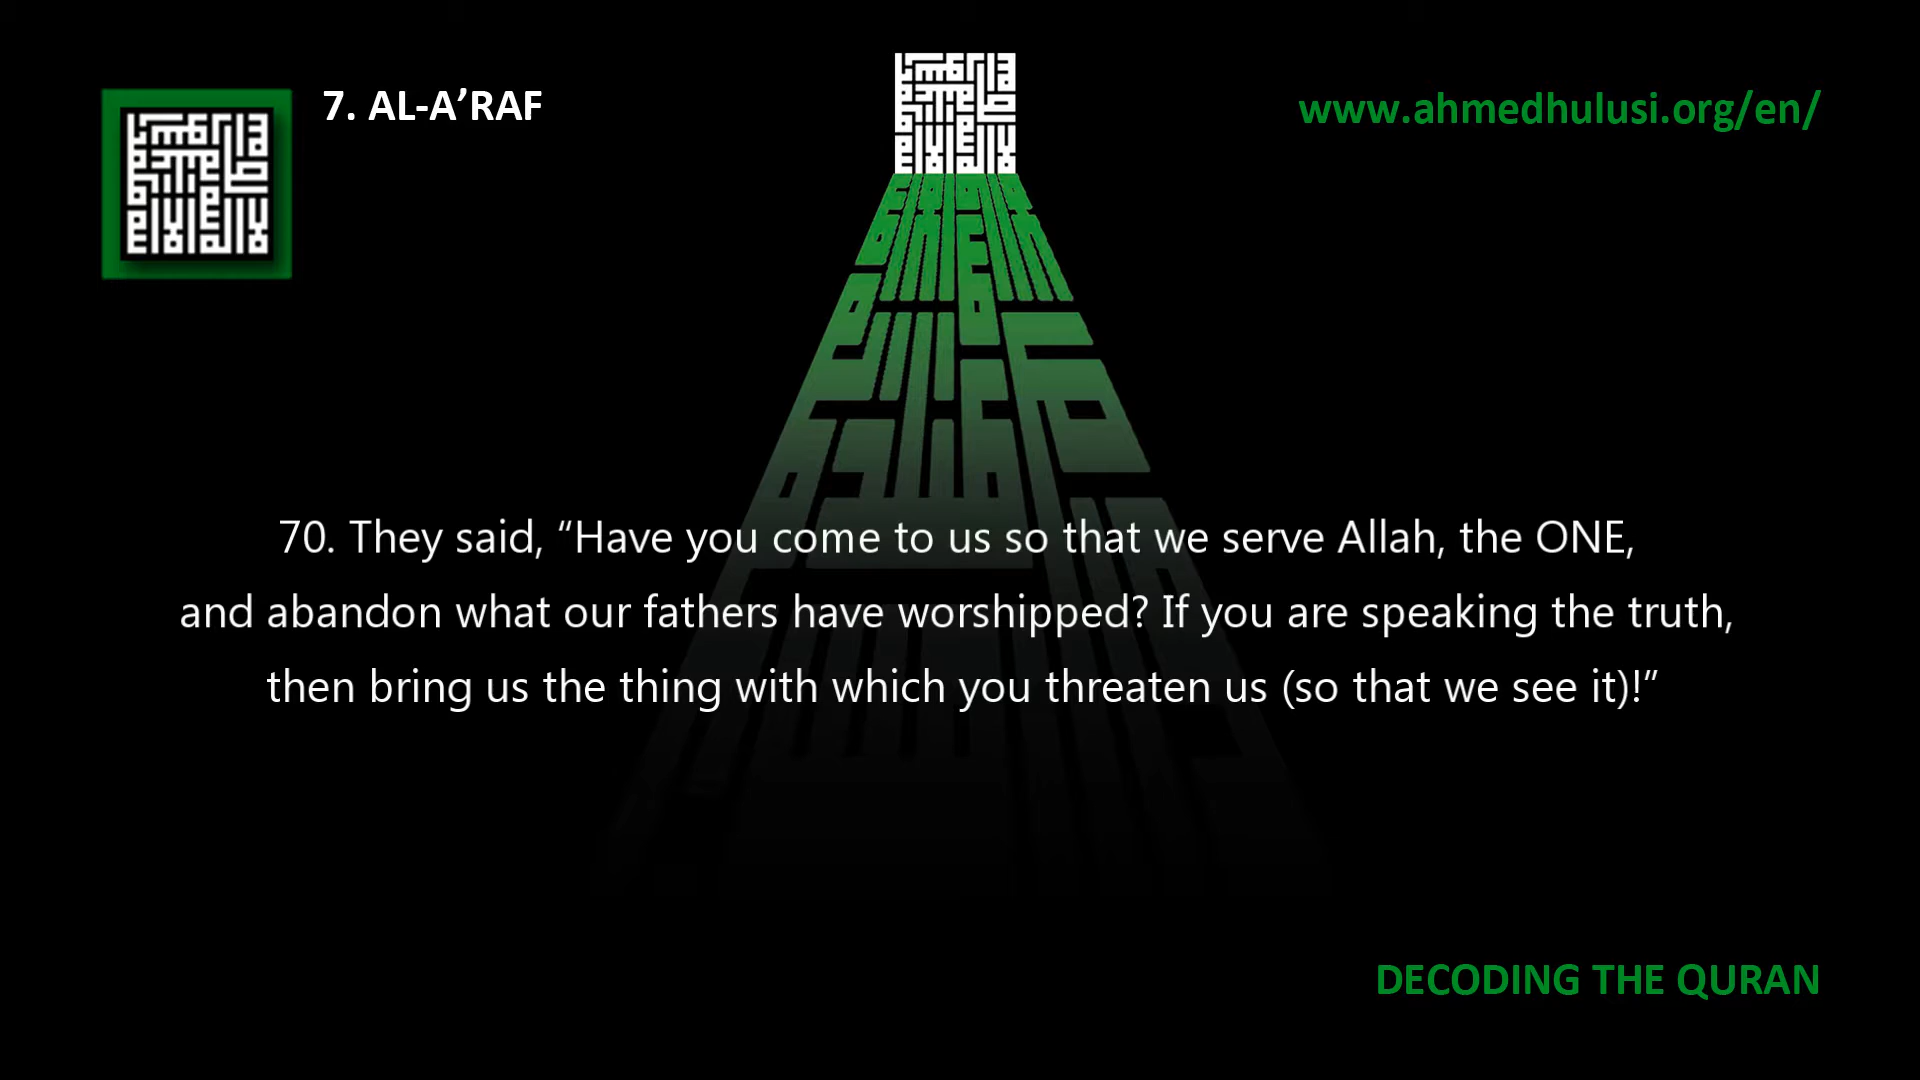 7. AL-A’RAF
www.ahmedhulusi.org/en/
70. They said, “Have you come to us so that we serve Allah, the ONE,
and abandon what our fathers have worshipped? If you are speaking the truth,
then bring us the thing with which you threaten us (so that we see it)!”
DECODING THE QURAN